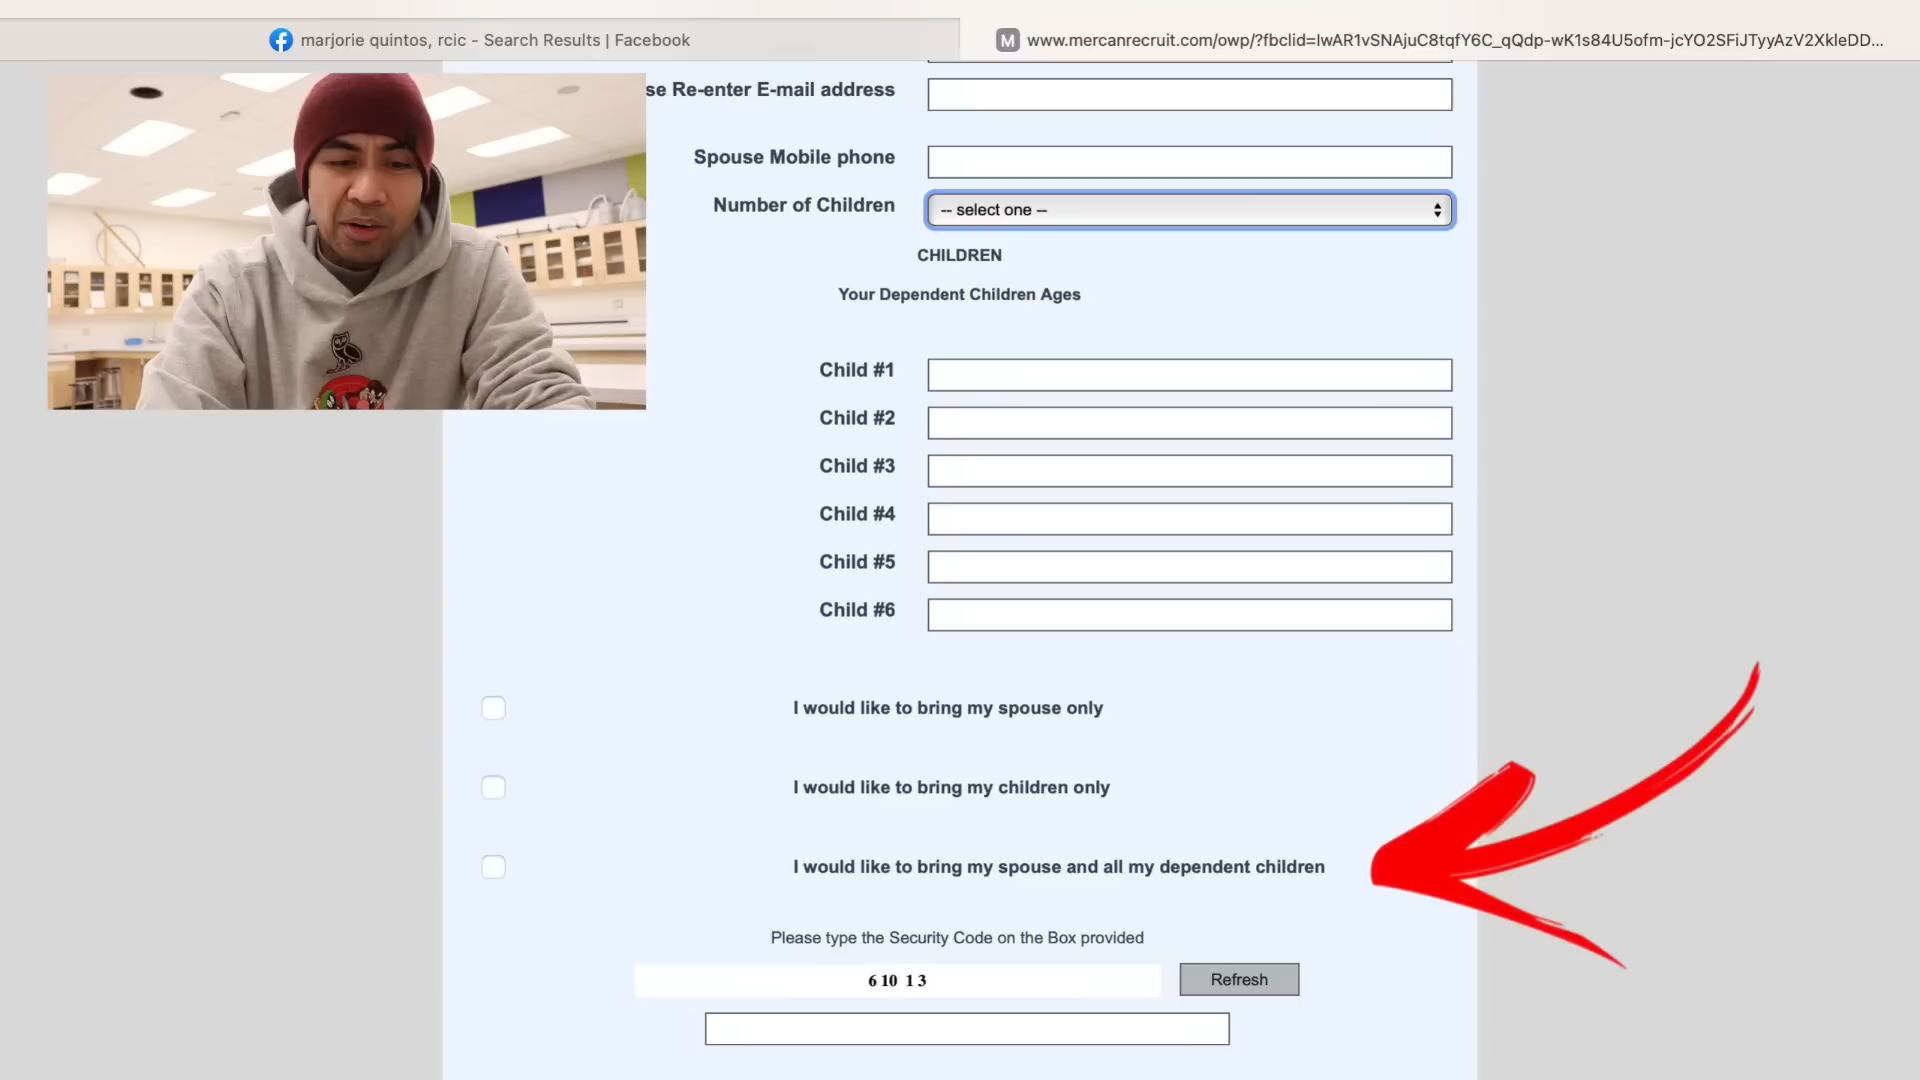 marjorie quintos, rcic - Search Results | Facebook
M www.mercanrecruit.com/owp/?fbclid=IwAR1vSNAjuC8tqfY6C_qQdp-wK1s84U5ofm-jcYO2SFiJTyyAzV2XkleDD...
se Re-enter E-mail address
Spouse Mobile phone
Number of Children
-- select one --
CHILDREN
Your Dependent Children Ages
Child #1
Child #2
Child #3
Child #4
Child #5
Child #6
I would like to bring my spouse only
I would like to bring my children only
I would like to bring my spouse and all my dependent children
Please type the Security Code on the Box provided
6 10 1 3
Refresh